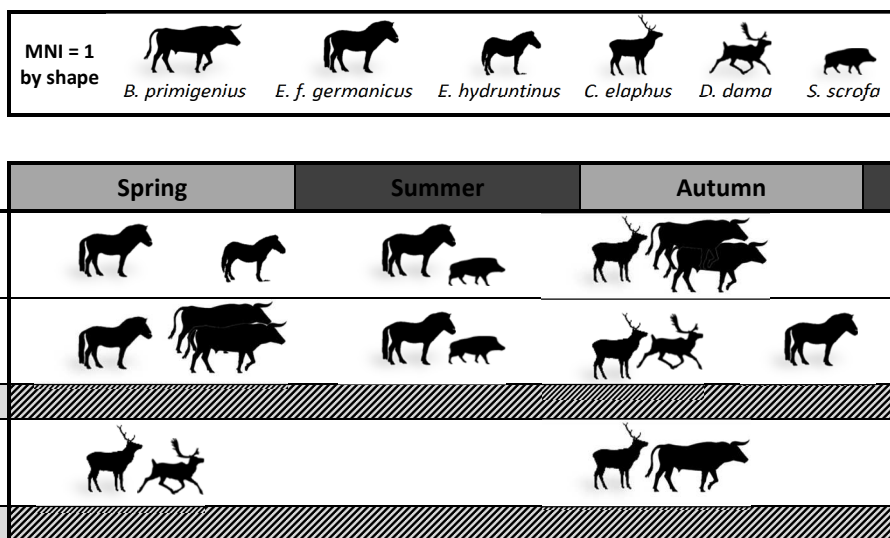 MNI = 1
by shape
B. primigenius E. f. germanicus E. hydruntinus C. elaphus D. dama S. scrofa
Spring Summer Autumn